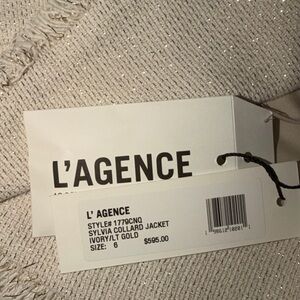 L'AGENCE
L' AGENCE
STYLE# 1779CNQ
SYLVIA COLLARD JACKET
IVORY/LT GOLD
SIZE: 6 $595.00